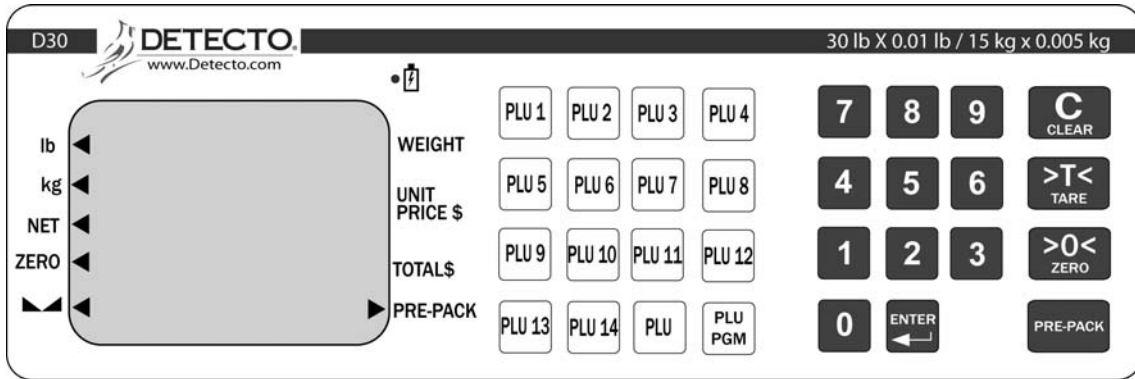 D30
DETECTO.
www.Detecto.com
30 lb X 0.01 lb / 15 kg x 0.005 kg
lb
kg
NET
ZERO
WEIGHT
UNIT
PRICE $
TOTAL$
PRE-PACK
PLU 1 PLU 2 PLU 3 PLU 4
PLU 5 PLU 6 PLU 7 PLU 8
PLU 9 PLU 10 PLU 11 PLU 12
PLU 13 PLU 14 PLU PLU PGM
7 8 9 C CLEAR
4 5 6 >T< TARE
1 2 3 >0< ZERO
0 ENTER PRE-PACK